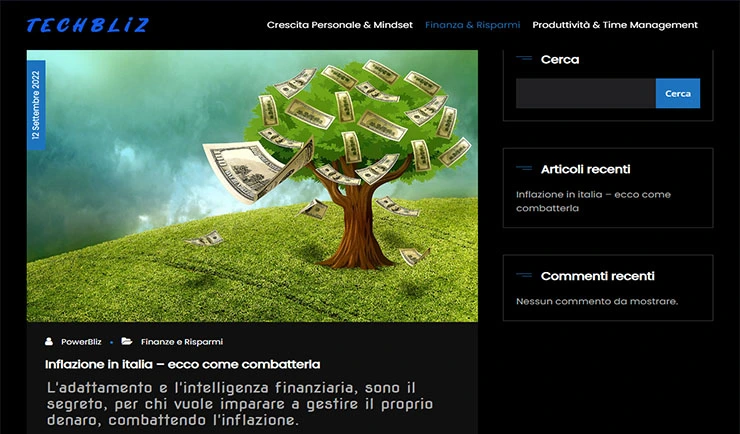 TECHBLIZ
Crescita Personale & Mindset
Finanza & Risparmi
Produttività & Time Management
12 Settembre 2022
PowerBliz
Finanze e Risparmi
Inflazione in italia – ecco come combatterla
L'adattamento e l'intelligenza finanziaria, sono il
segreto, per chi vuole imparare a gestire il proprio
denaro, combattendo l'inflazione.
Cerca
Cerca
Articoli recenti
Inflazione in italia – ecco come
combatterla
Commenti recenti
Nessun commento da mostrare.